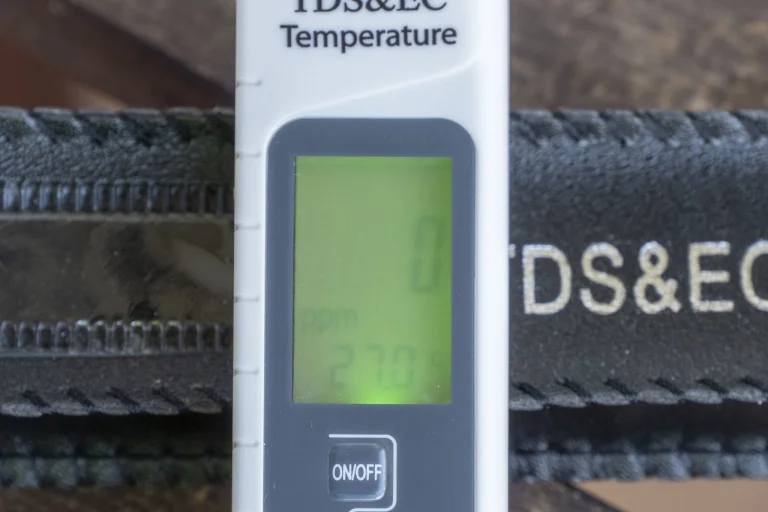 TDS&EC
Temperature
0
ppm
27.0°
ON/OFF
TDS&EC